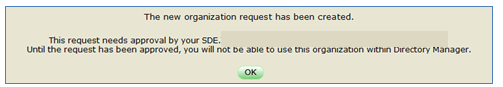 The new organization request has been created.
This request needs approval by your SDE.
Until the request has been approved, you will not be able to use this organization within Directory Manager.
OK